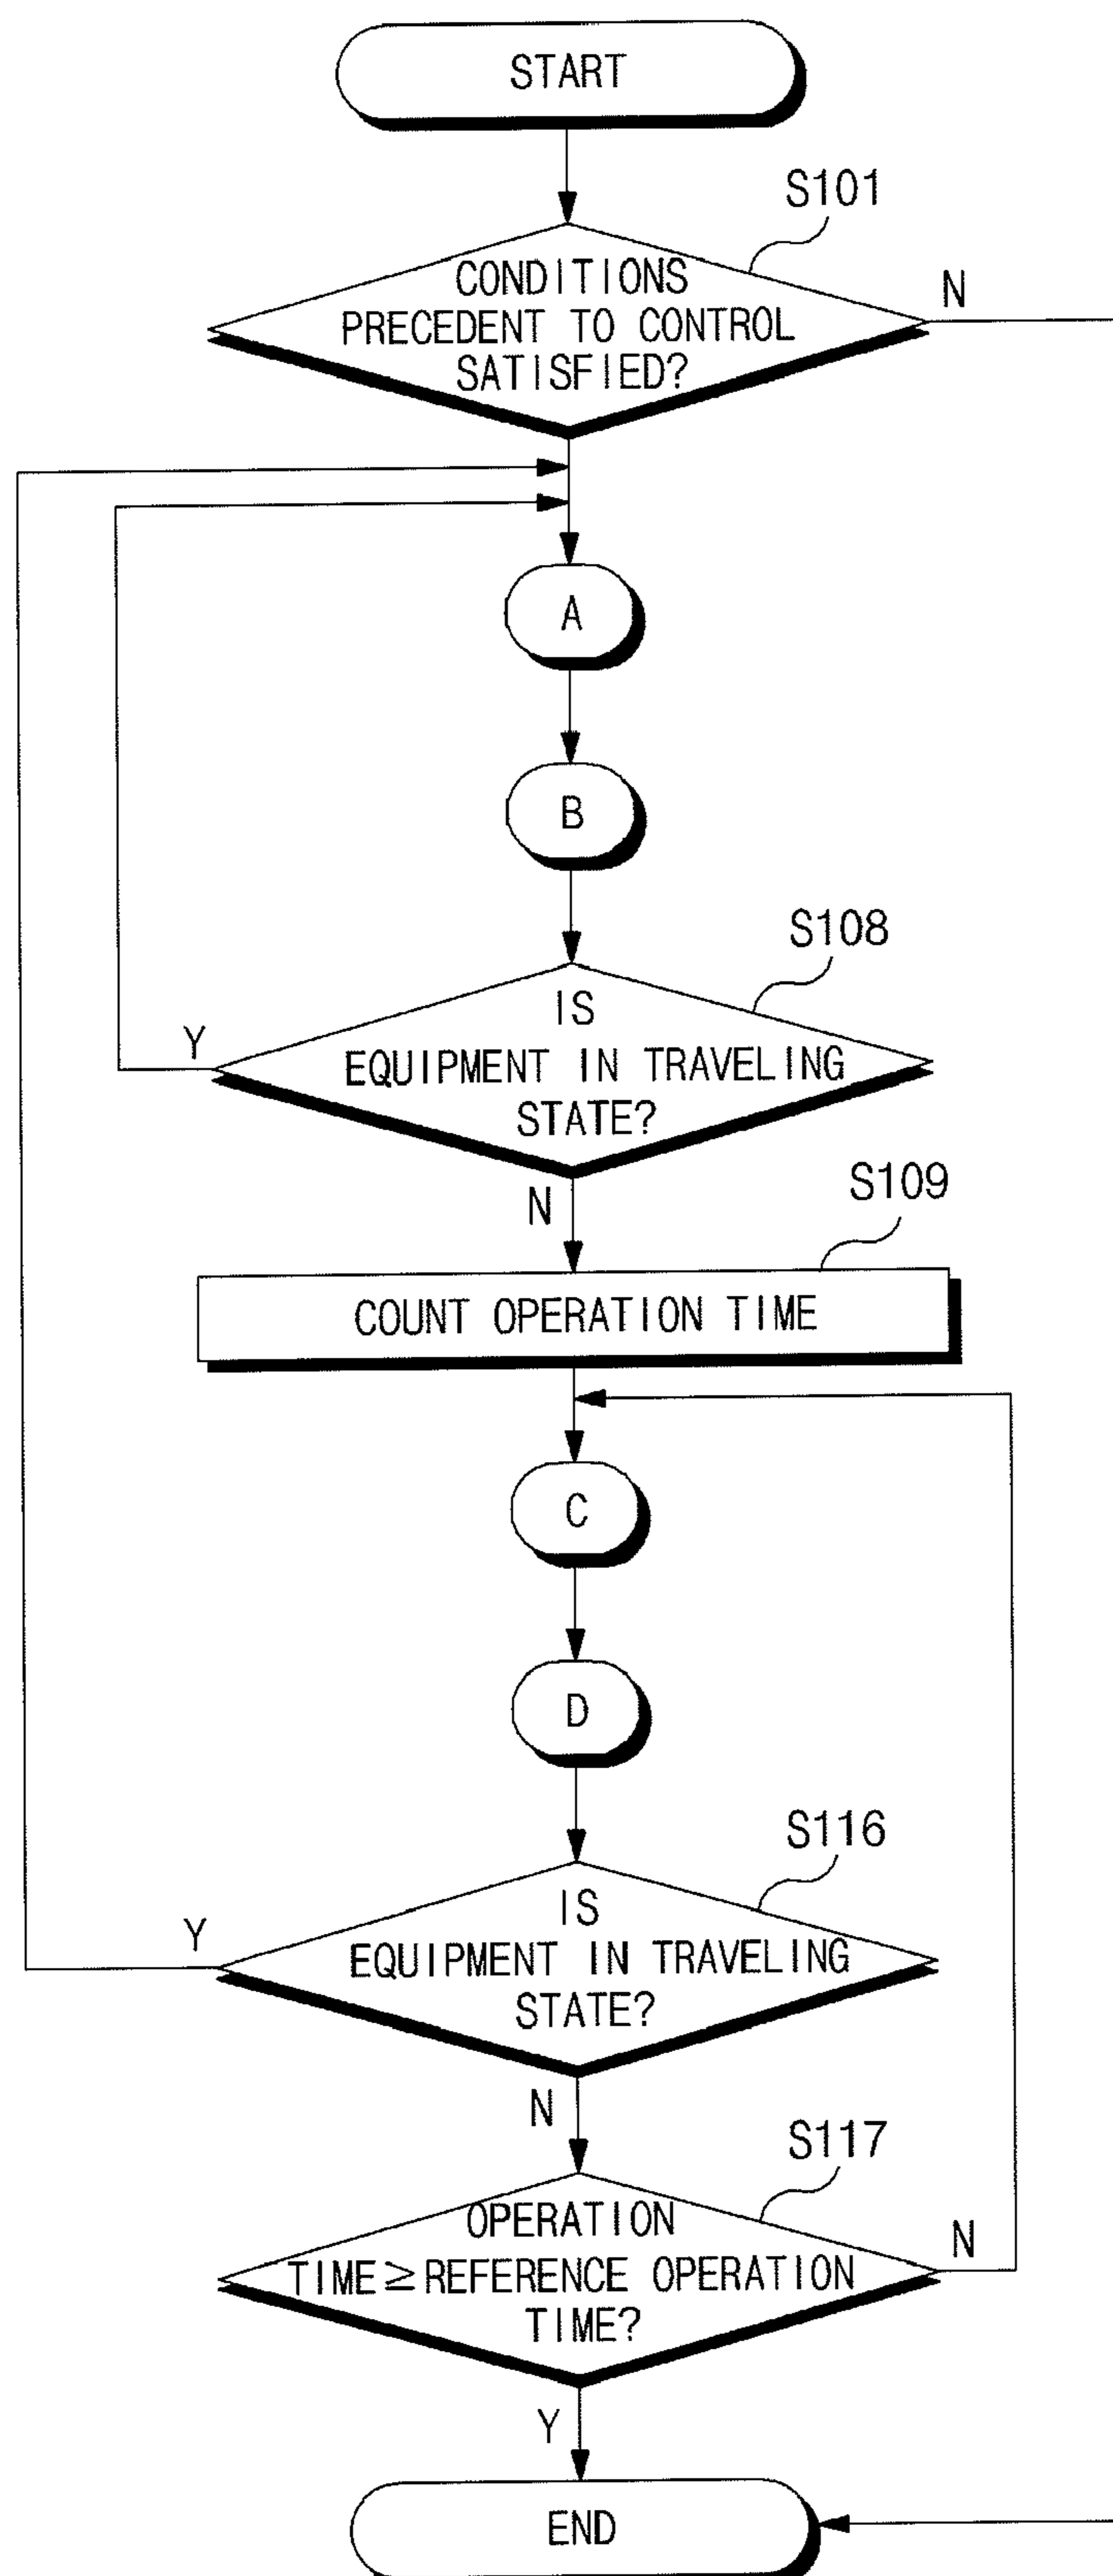 START
S101
CONDITIONS
PRECEDENT TO CONTROL
SATISFIED?
N
A
B
S108
IS
EQUIPMENT IN TRAVELING
STATE?
Y
N
S109
COUNT OPERATION TIME
C
D
S116
IS
EQUIPMENT IN TRAVELING
STATE?
Y
N
S117
OPERATION
TIME≥REFERENCE OPERATION
TIME?
N
Y
END